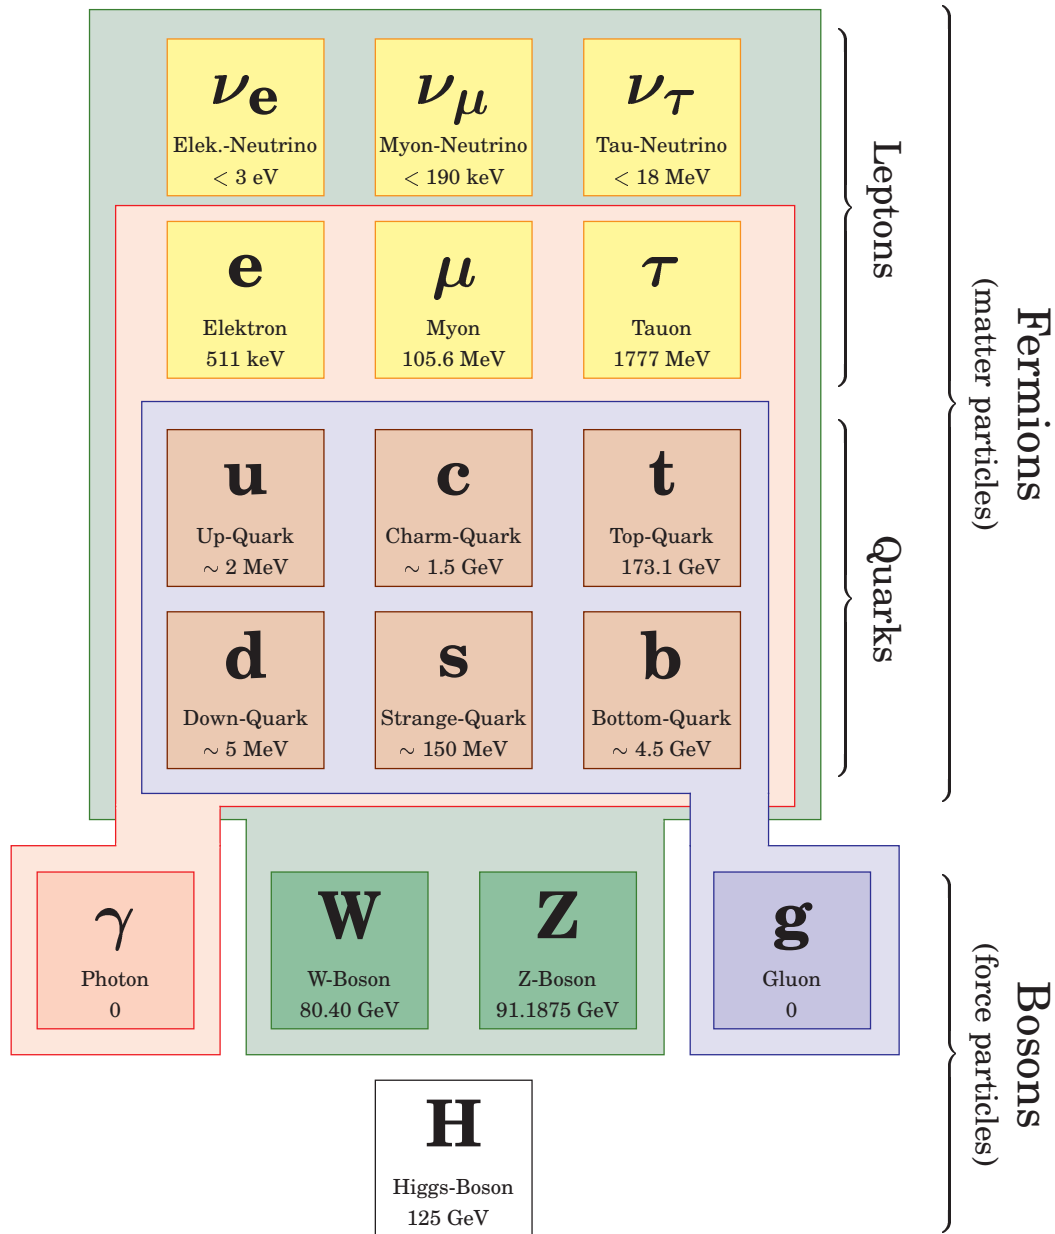 νe
Elek.-Neutrino
< 3 eV
νμ
Myon-Neutrino
< 190 keV
ντ
Tau-Neutrino
< 18 MeV
e
Elektron
511 keV
μ
Myon
105.6 MeV
τ
Tauon
1777 MeV
Leptons
u
Up-Quark
∼ 2 MeV
c
Charm-Quark
∼ 1.5 GeV
t
Top-Quark
173.1 GeV
d
Down-Quark
∼ 5 MeV
s
Strange-Quark
∼ 150 MeV
b
Bottom-Quark
∼ 4.5 GeV
Quarks
Fermions
(matter particles)
γ
Photon
0
W
W-Boson
80.40 GeV
Z
Z-Boson
91.1875 GeV
g
Gluon
0
H
Higgs-Boson
125 GeV
Bosons
(force particles)